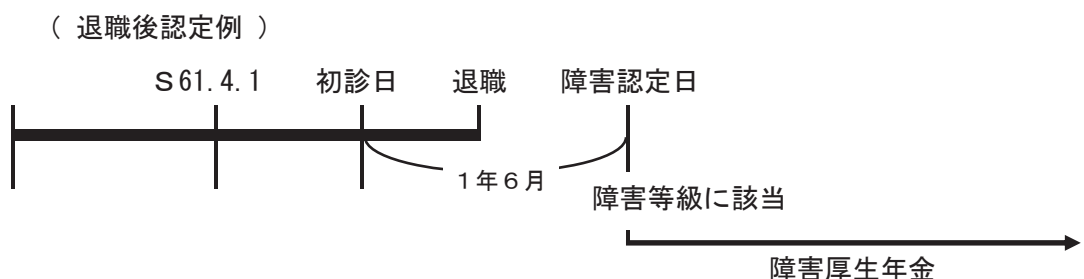 ( 退職後認定例 )
S61.4.1 初診日 退職 障害認定日
1年6月
障害等級に該当
障害厚生年金